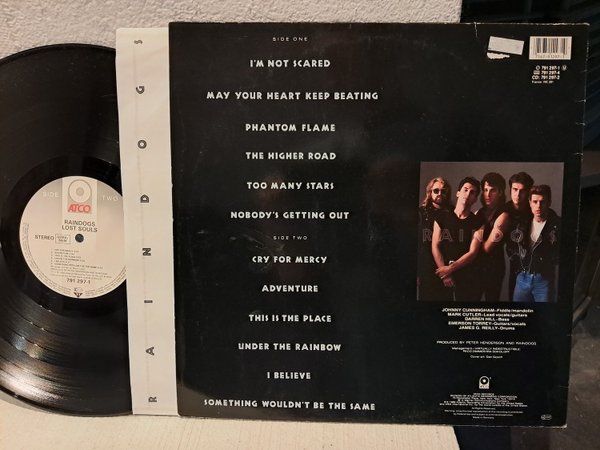 SIDE TWO
ATCO
RAINDOGS
LOST SOULS
STEREO
791 297-1
RAINDOGS
SIDE ONE
I'M NOT SCARED
MAY YOUR HEART KEEP BEATING
PHANTOM FLAME
THE HIGHER ROAD
TOO MANY STARS
NOBODY'S GETTING OUT
SIDE TWO
CRY FOR MERCY
ADVENTURE
THIS IS THE PLACE
UNDER THE RAINBOW
I BELIEVE
SOMETHING WOULDN'T BE THE SAME
791 297-1
791 297-4
CD: 791 297-2
RAINDOGS
JOHNNY CUNNINGHAM-Fiddle/mandolin
MARK CUTLER-Lead vocals/guitars
DARREN HILL-Bass
EMERSON TORREY-Guitars/vocals
JAMES G. REILLY-Drums
PRODUCED BY PETER HENDERSON AND RAINDOGS